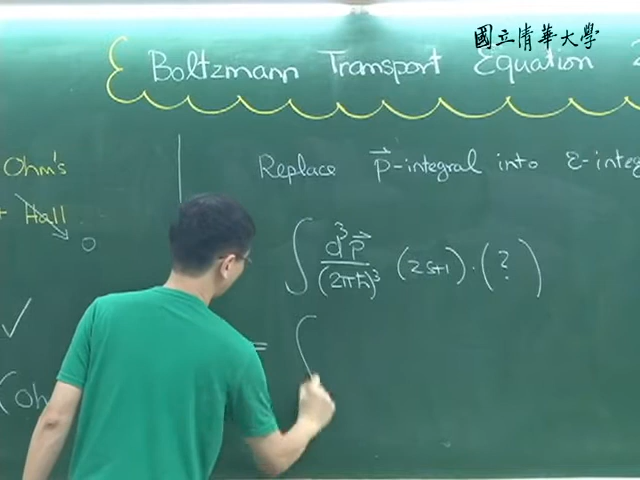 國立清華大學
Boltzmann Transport Equation
Ohm's
Replace p⃗-integral into ε-integ
+ Hall → 0
∫ d³p⃗/(2πħ)³ (2s+1)·(?)
✓
= ∫
(Oh